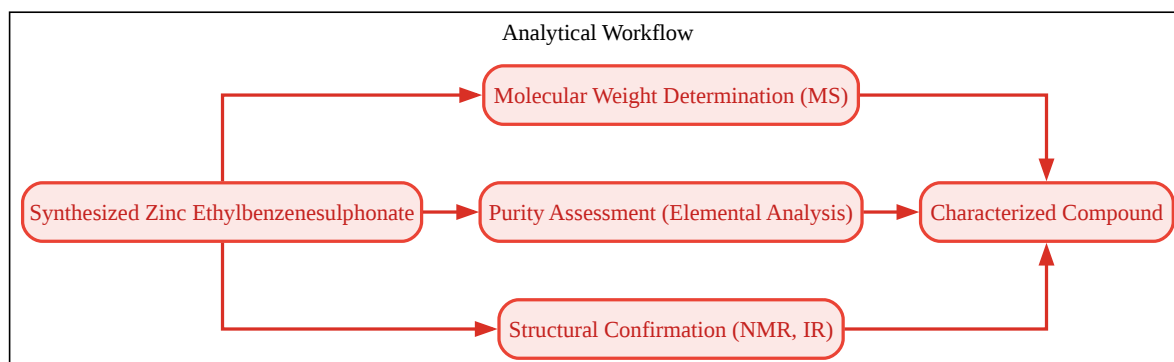 Analytical Workflow
Molecular Weight Determination (MS)
Synthesized Zinc Ethylbenzenesulphonate
Purity Assessment (Elemental Analysis)
Characterized Compound
Structural Confirmation (NMR, IR)